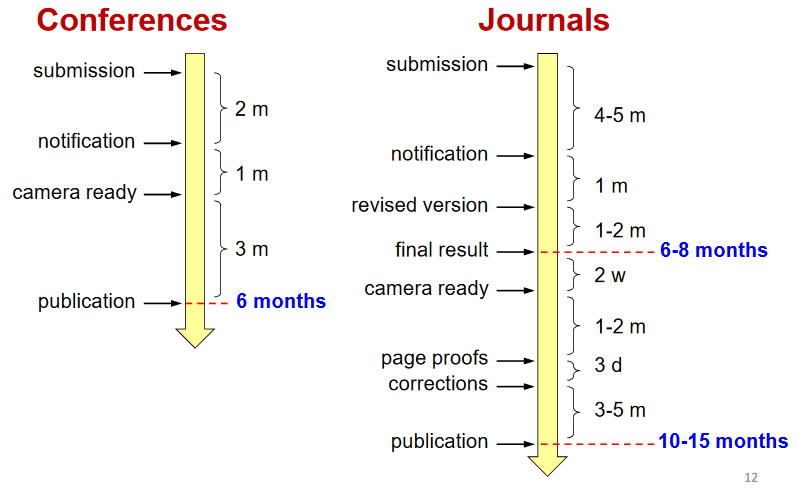 Conferences
submission
2 m
notification
1 m
camera ready
3 m
publication
6 months
Journals
submission
4-5 m
notification
1 m
revised version
1-2 m
final result
6-8 months
2 w
camera ready
1-2 m
page proofs
3 d
corrections
3-5 m
publication
10-15 months
12